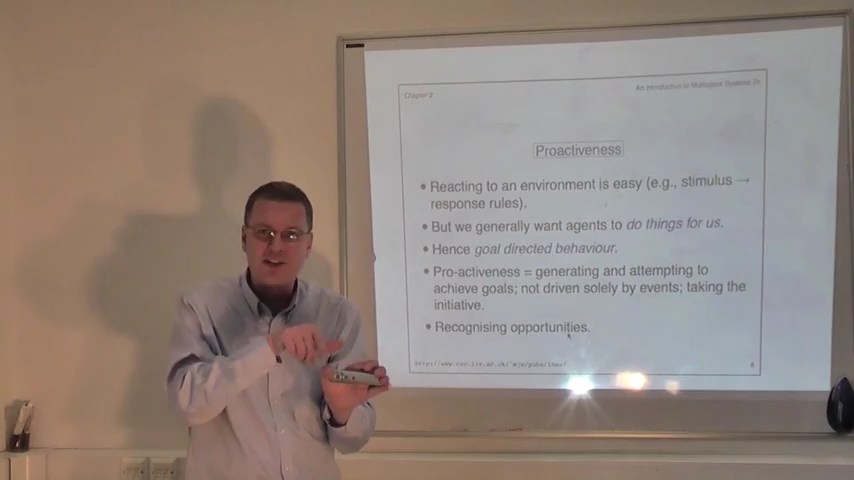 Chapter 2
An Introduction to Multiagent Systems 2e
Proactiveness
• Reacting to an environment is easy (e.g., stimulus →
response rules).
• But we generally want agents to do things for us.
• Hence goal directed behaviour.
• Pro-activeness = generating and attempting to
achieve goals; not driven solely by events; taking the
initiative.
• Recognising opportunities.